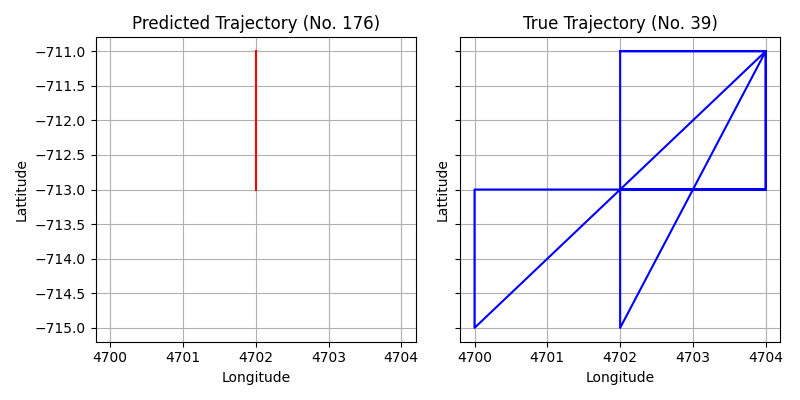 Predicted Trajectory (No. 176)
True Trajectory (No. 39)
−711.0
−711.5
−712.0
−712.5
−713.0
−713.5
−714.0
−714.5
−715.0
Lattitude
Lattitude
4700 4701 4702 4703 4704
4700 4701 4702 4703 4704
Longitude
Longitude